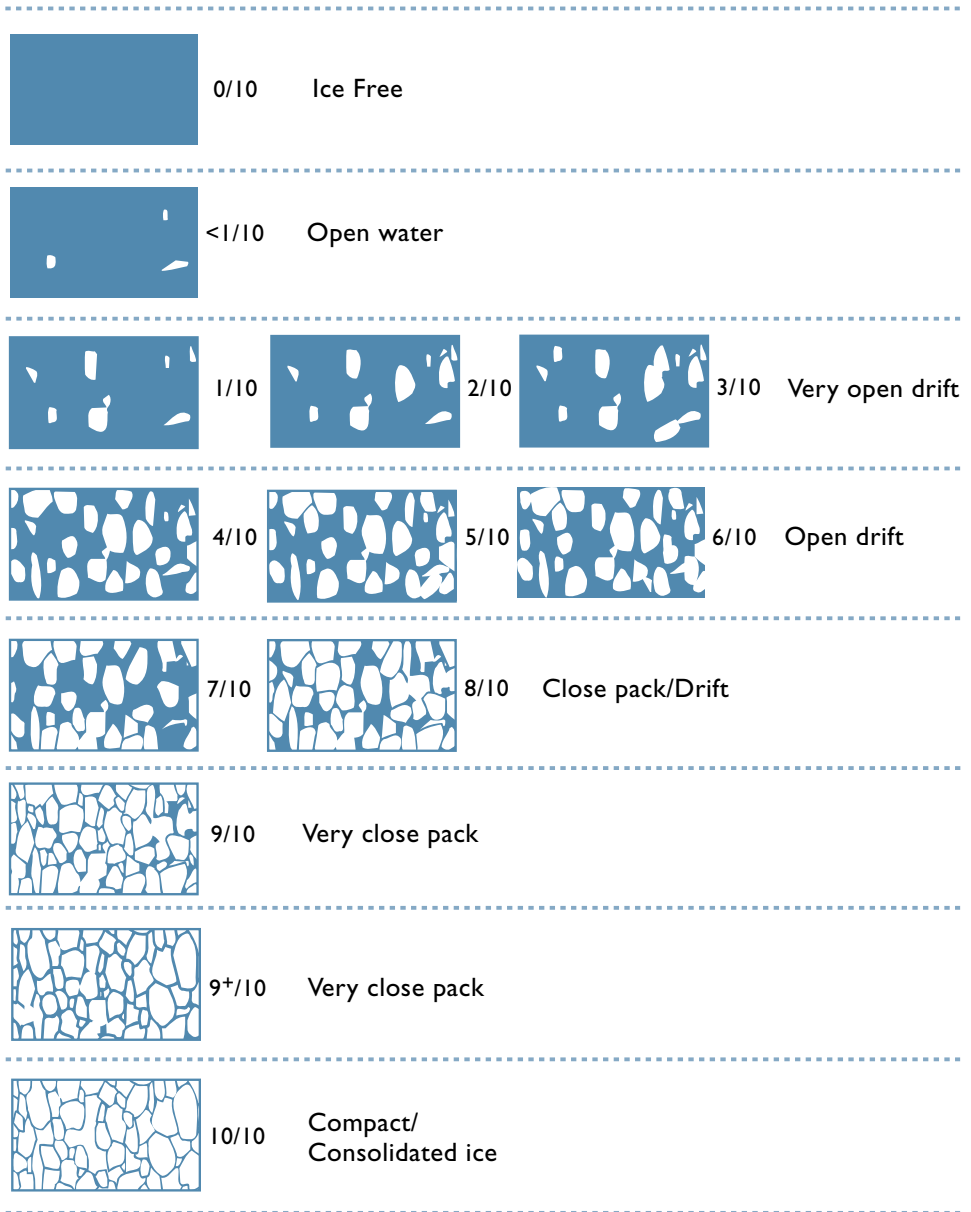 0/10 Ice Free
<1/10 Open water
1/10 2/10 3/10 Very open drift
4/10 5/10 6/10 Open drift
7/10 8/10 Close pack/Drift
9/10 Very close pack
9⁺/10 Very close pack
10/10 Compact/
Consolidated ice